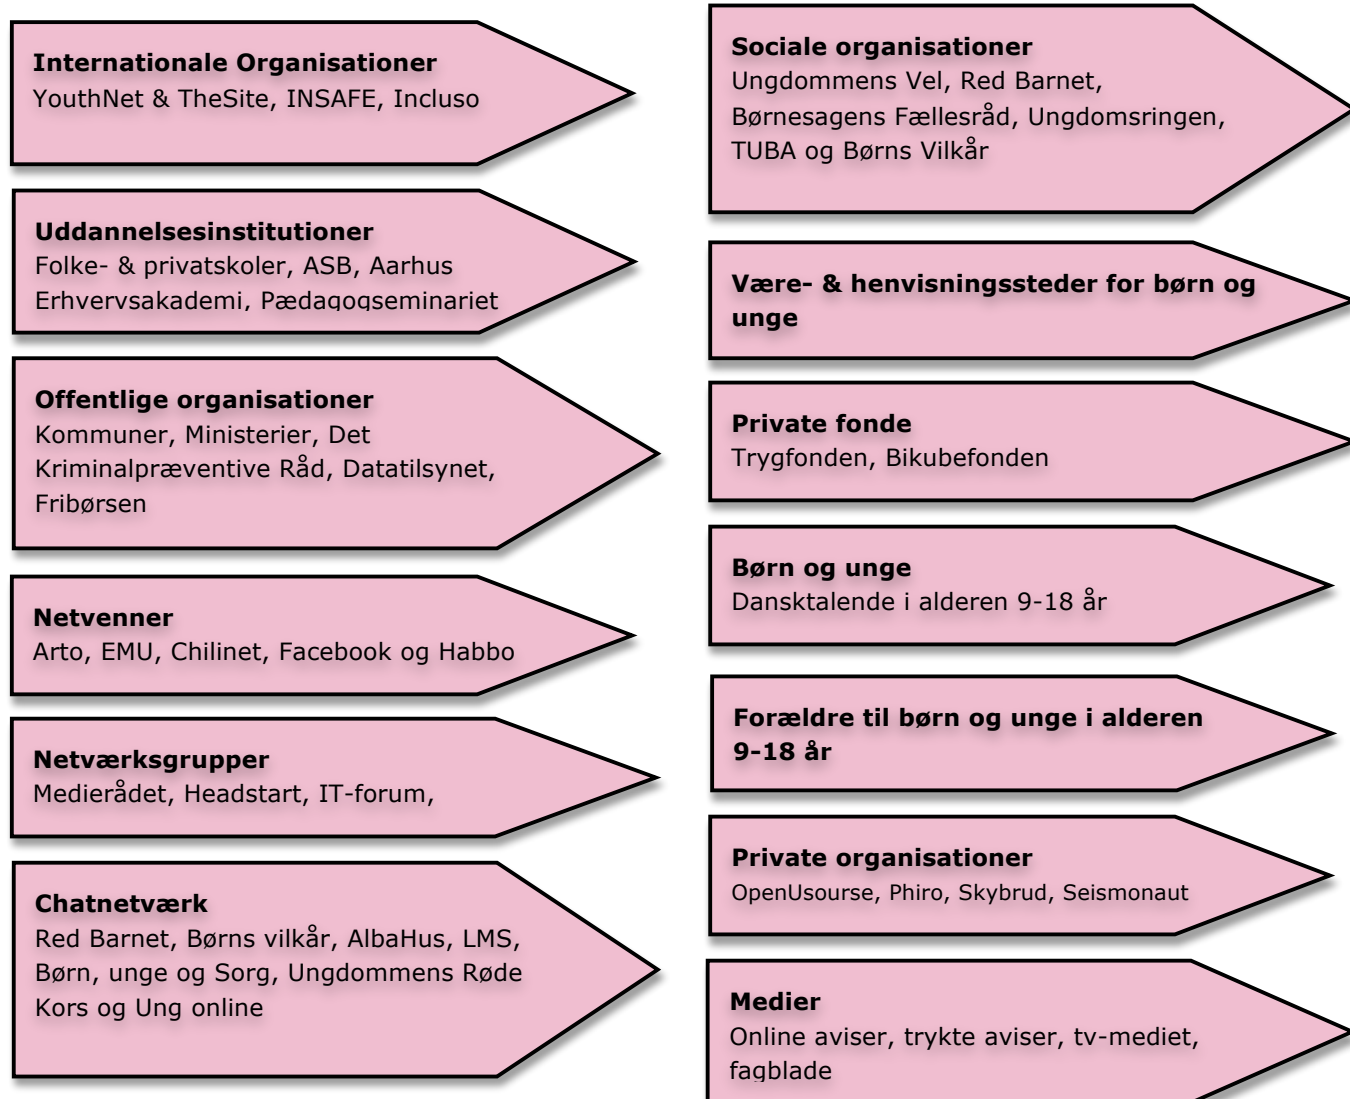 Internationale Organisationer
YouthNet & TheSite, INSAFE, Incluso
Uddannelsesinstitutioner
Folke- & privatskoler, ASB, Aarhus
Erhvervsakademi, Pædagogseminariet
Offentlige organisationer
Kommuner, Ministerier, Det
Kriminalpræventive Råd, Datatilsynet,
Fribørsen
Netvenner
Arto, EMU, Chilinet, Facebook og Habbo
Netværksgrupper
Medierådet, Headstart, IT-forum,
Chatnetværk
Red Barnet, Børns vilkår, AlbaHus, LMS,
Børn, unge og Sorg, Ungdommens Røde
Kors og Ung online
Sociale organisationer
Ungdommens Vel, Red Barnet,
Børnesagens Fællesråd, Ungdomsringen,
TUBA og Børns Vilkår
Være- & henvisningssteder for børn og
unge
Private fonde
Trygfonden, Bikubefonden
Børn og unge
Dansktalende i alderen 9-18 år
Forældre til børn og unge i alderen
9-18 år
Private organisationer
OpenUsourse, Phiro, Skybrud, Seismonaut
Medier
Online aviser, trykte aviser, tv-mediet,
fagblade